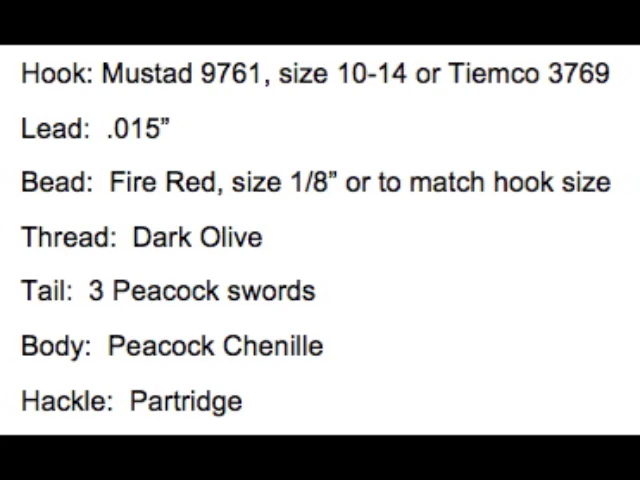 Hook: Mustad 9761, size 10-14 or Tiemco 3769
Lead:  .015”
Bead:  Fire Red, size 1/8” or to match hook size
Thread:  Dark Olive
Tail:  3 Peacock swords
Body:  Peacock Chenille
Hackle:  Partridge